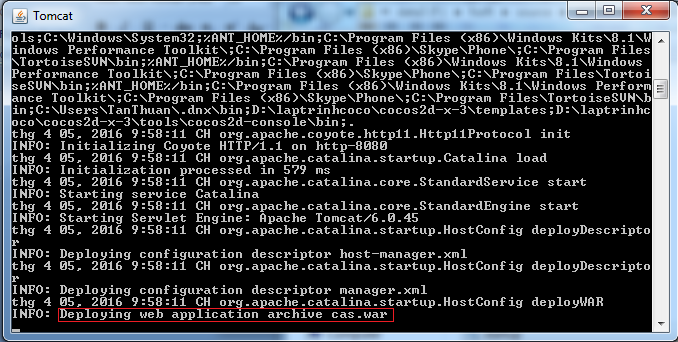 Tomcat
ols;C:\Windows\System32;%ANT_HOME%/bin;C:\Program Files (x86)\Windows Kits\8.1\W
indows Performance Toolkit\;C:\Program Files (x86)\Skype\Phone\;C:\Program Files
\TortoiseSVN\bin;%ANT_HOME%/bin;C:\Program Files (x86)\Windows Kits\8.1\Windows
Performance Toolkit\;C:\Program Files (x86)\Skype\Phone\;C:\Program Files\Tortoi
seSVN\bin;%ANT_HOME%/bin;C:\Program Files (x86)\Windows Kits\8.1\Windows Perform
ance Toolkit\;C:\Program Files (x86)\Skype\Phone\;C:\Program Files\TortoiseSVN\b
in;C:\Users\TanThuan\.dnx\bin;D:\laptrinhcoco\cocos2d-x-3\templates;D:\laptrinhc
oco\cocos2d-x-3\tools\cocos2d-console\bin;.
thg 4 05, 2016 9:58:11 CH org.apache.coyote.http11.Http11Protocol init
INFO: Initializing Coyote HTTP/1.1 on http-8080
thg 4 05, 2016 9:58:11 CH org.apache.catalina.startup.Catalina load
INFO: Initialization processed in 579 ms
thg 4 05, 2016 9:58:11 CH org.apache.catalina.core.StandardService start
INFO: Starting service Catalina
thg 4 05, 2016 9:58:11 CH org.apache.catalina.core.StandardEngine start
INFO: Starting Servlet Engine: Apache Tomcat/6.0.45
thg 4 05, 2016 9:58:11 CH org.apache.catalina.startup.HostConfig deployDescripto
r
INFO: Deploying configuration descriptor host-manager.xml
thg 4 05, 2016 9:58:11 CH org.apache.catalina.startup.HostConfig deployDescripto
r
INFO: Deploying configuration descriptor manager.xml
thg 4 05, 2016 9:58:11 CH org.apache.catalina.startup.HostConfig deployWAR
INFO: Deploying web application archive cas.war